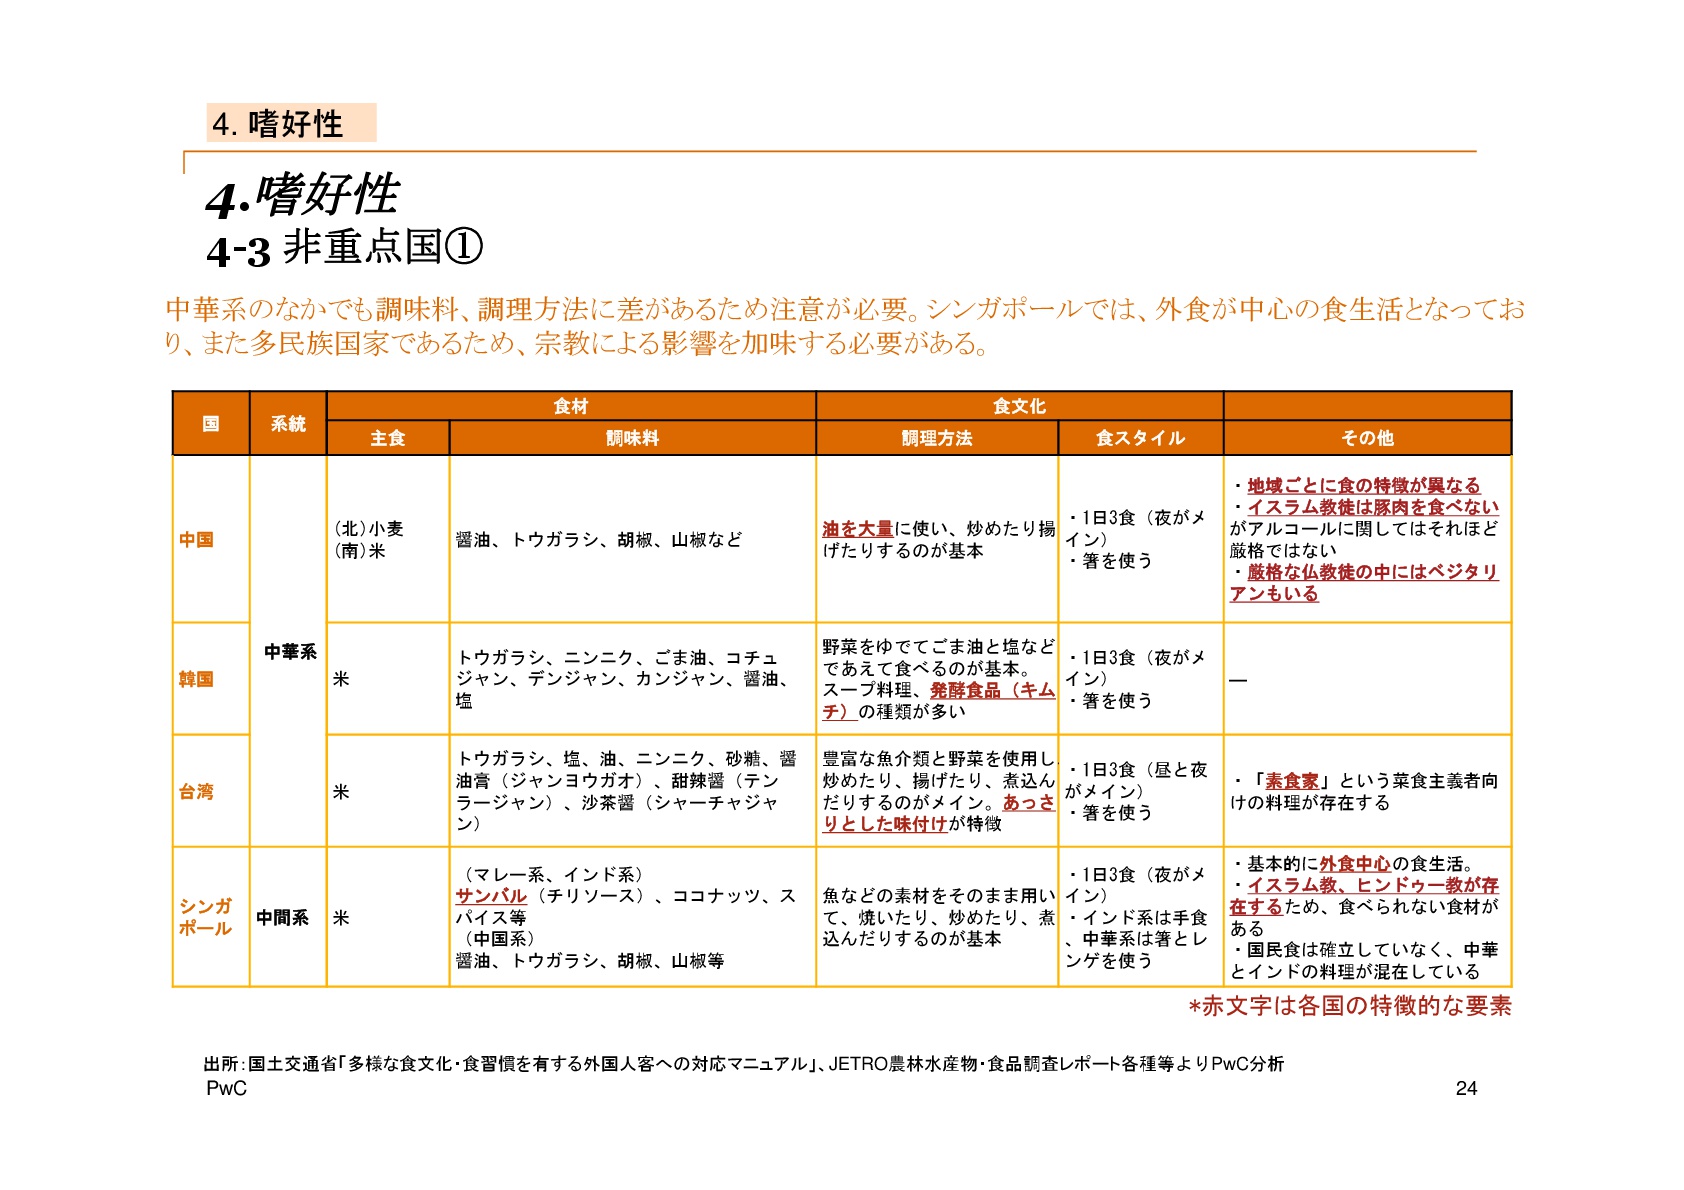 4. 嗜好性
4.嗜好性
4-3 非重点国①
中華系のなかでも調味料、調理方法に差があるため注意が必要。シンガポールでは、外食が中心の食生活となってお
り、また多民族国家であるため、宗教による影響を加味する必要がある。
国 系統 食材 食文化
主食 調味料 調理方法 食スタイル その他
中国
中華系
(北)小麦
(南)米
醤油、トウガラシ、胡椒、山椒など
油を大量に使い、炒めたり揚
げたりするのが基本
・1日3食（夜がメ
イン）
・箸を使う
・地域ごとに食の特徴が異なる
・イスラム教徒は豚肉を食べない
がアルコールに関してはそれほど
厳格ではない
・厳格な仏教徒の中にはベジタリ
アンもいる
韓国
米
トウガラシ、ニンニク、ごま油、コチュ
ジャン、デンジャン、カンジャン、醤油、
塩
野菜をゆでてごま油と塩など
であえて食べるのが基本。
スープ料理、発酵食品（キム
チ）の種類が多い
・1日3食（夜がメ
イン）
・箸を使う
―
台湾
米
トウガラシ、塩、油、ニンニク、砂糖、醤
油膏（ジャンヨウガオ）、甜辣醤（テン
ラージャン）、沙茶醤（シャーチャジャ
ン）
豊富な魚介類と野菜を使用し
炒めたり、揚げたり、煮込ん
だりするのがメイン。あっさ
りとした味付けが特徴
・1日3食（昼と夜
がメイン）
・箸を使う
・「素食家」という菜食主義者向
けの料理が存在する
シンガ
ポール
中間系
米
（マレー系、インド系）
サンバル（チリソース）、ココナッツ、ス
パイス等
（中国系）
醤油、トウガラシ、胡椒、山椒等
魚などの素材をそのまま用い
て、焼いたり、炒めたり、煮
込んだりするのが基本
・1日3食（夜がメ
イン）
・インド系は手食
、中華系は箸とレ
ンゲを使う
・基本的に外食中心の食生活。
・イスラム教、ヒンドゥー教が存
在するため、食べられない食材が
ある
・国民食は確立していなく、中華
とインドの料理が混在している
*赤文字は各国の特徴的な要素
出所:国土交通省｢多様な食文化･食習慣を有する外国人客への対応マニュアル｣、JETRO農林水産物･食品調査レポート各種等よりPwC分析
PwC
24